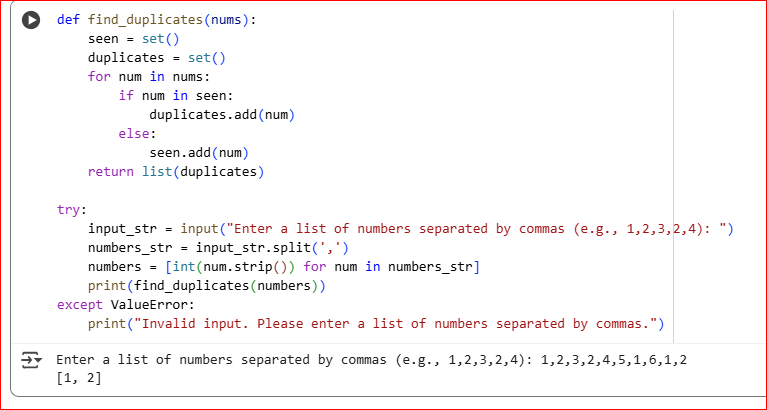 def find_duplicates(nums):
    seen = set()
    duplicates = set()
    for num in nums:
        if num in seen:
            duplicates.add(num)
        else:
            seen.add(num)
    return list(duplicates)

try:
    input_str = input("Enter a list of numbers separated by commas (e.g., 1,2,3,2,4): ")
    numbers_str = input_str.split(',')
    numbers = [int(num.strip()) for num in numbers_str]
    print(find_duplicates(numbers))
except ValueError:
    print("Invalid input. Please enter a list of numbers separated by commas.")
Enter a list of numbers separated by commas (e.g., 1,2,3,2,4): 1,2,3,2,4,5,1,6,1,2
[1, 2]